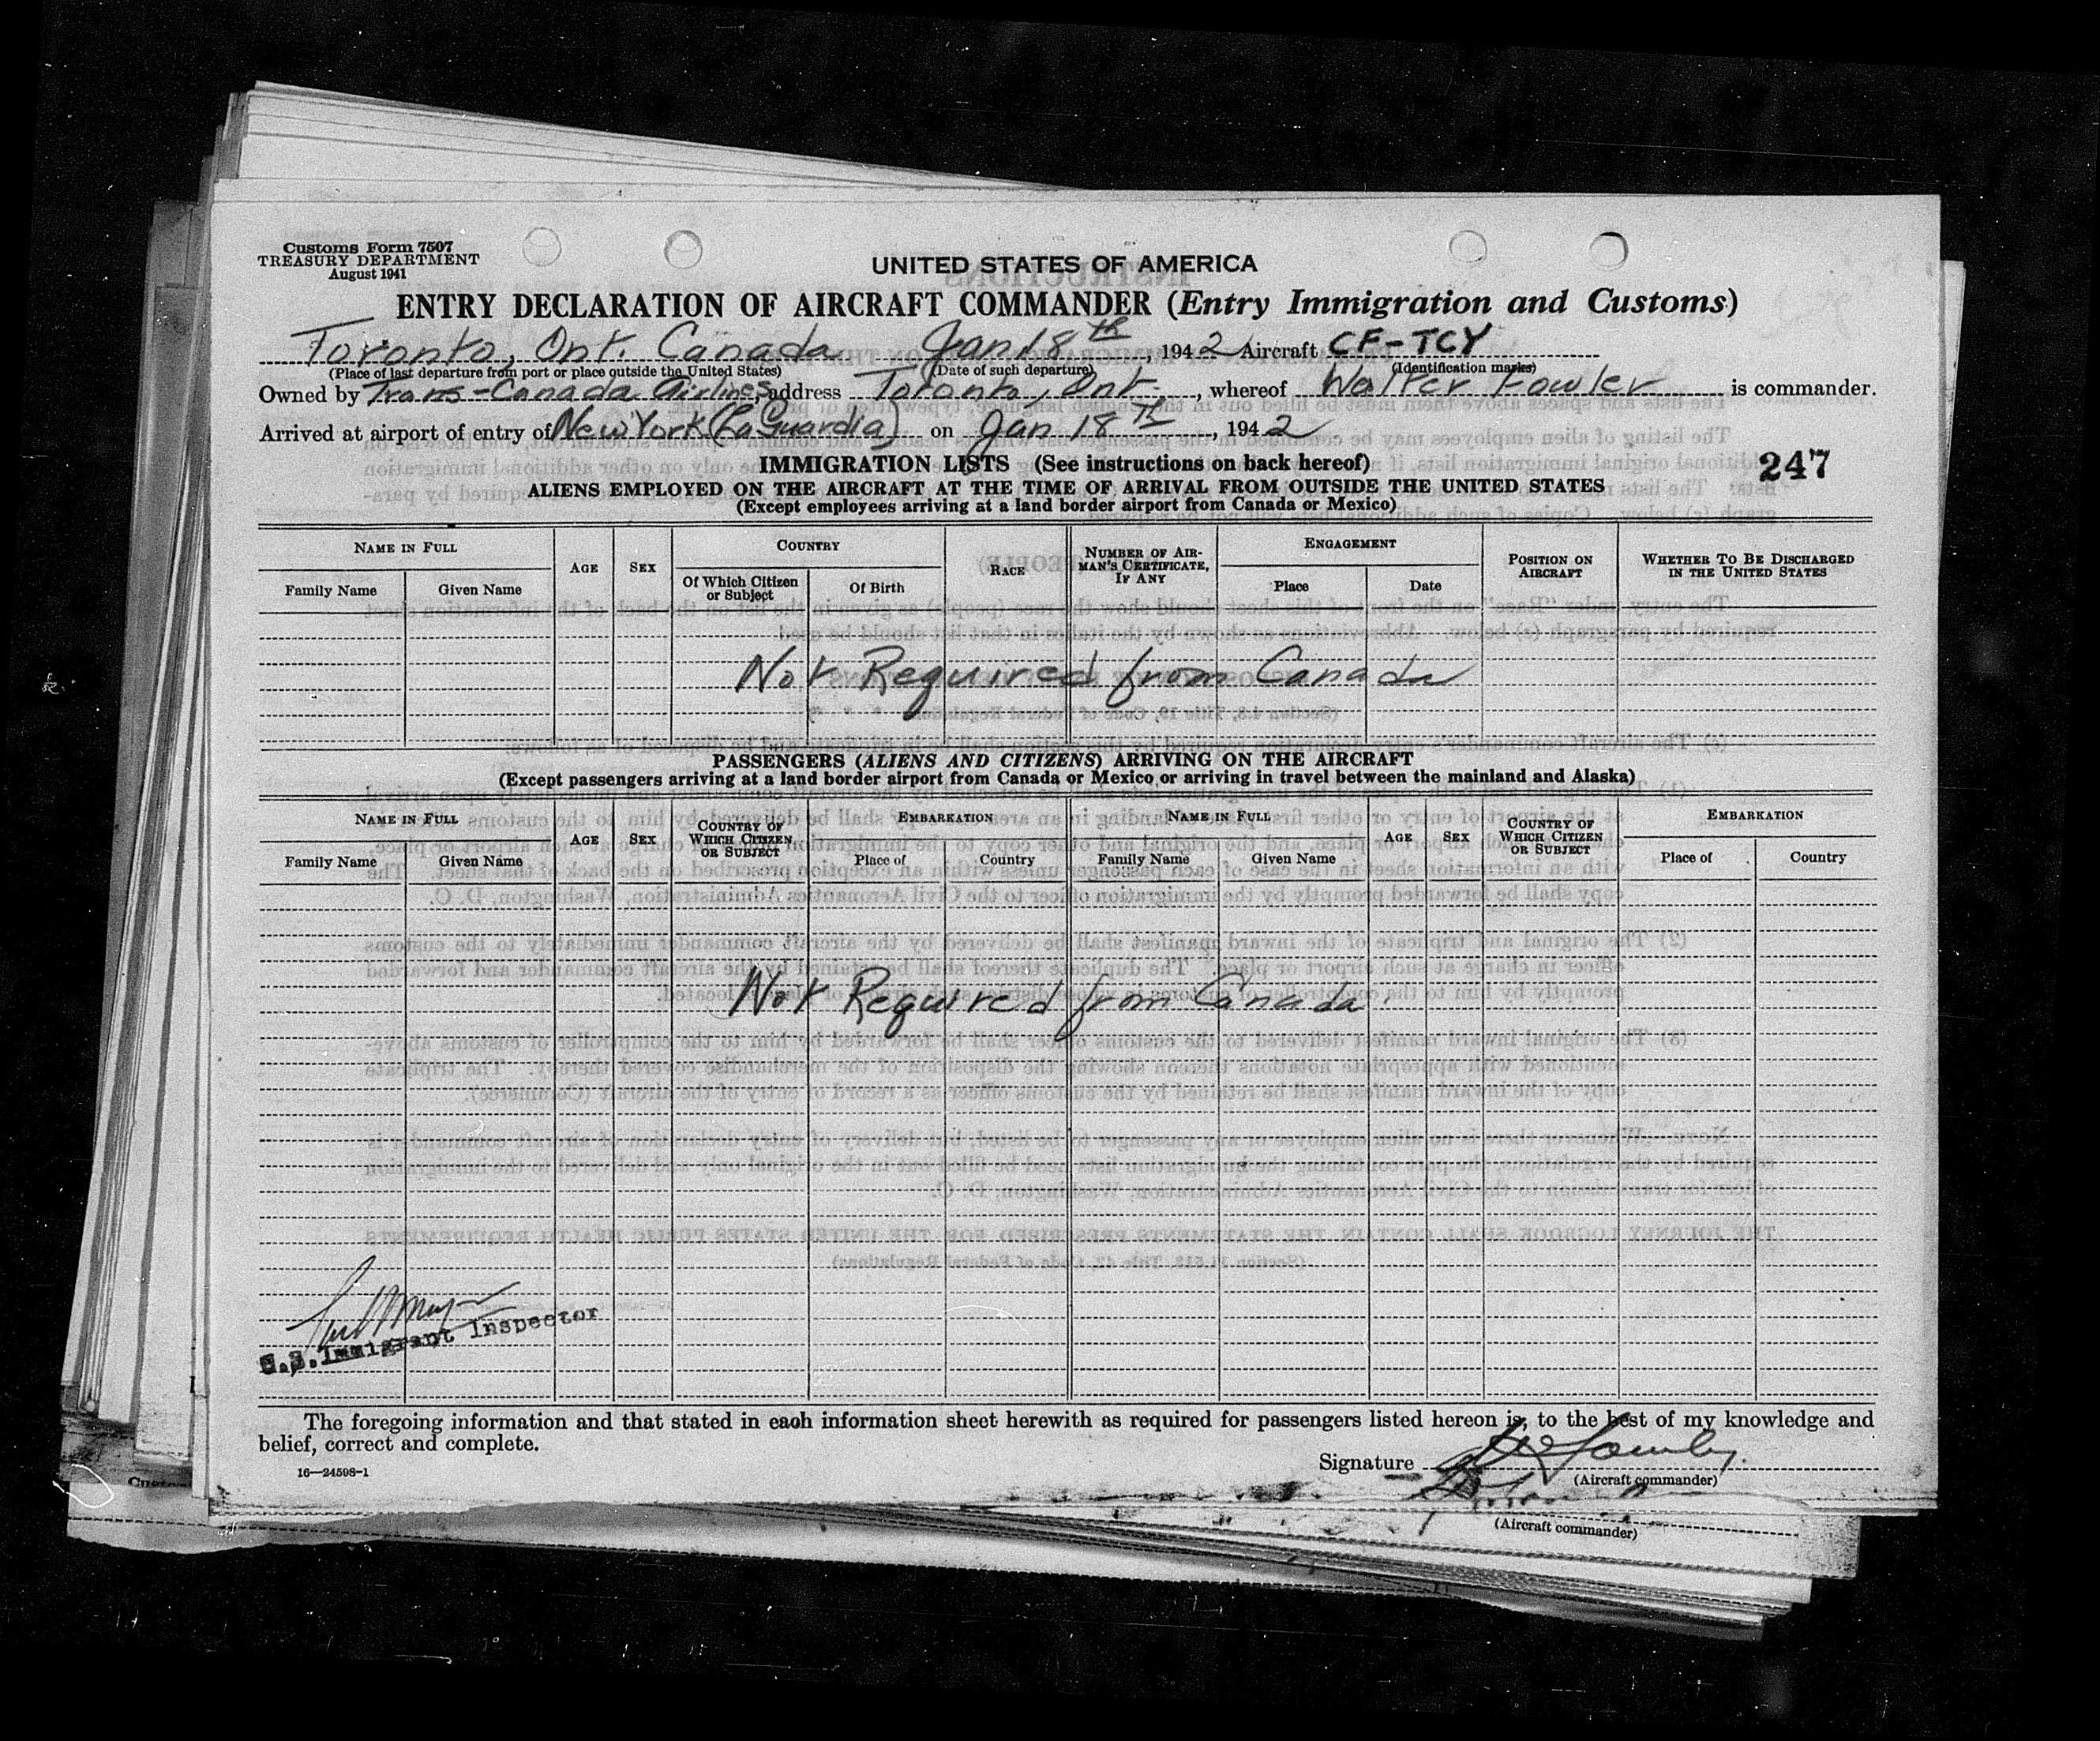 Customs Form 7507
TREASURY DEPARTMENT
August 1941
UNITED STATES OF AMERICA
ENTRY DECLARATION OF AIRCRAFT COMMANDER (Entry Immigration and Customs)
Toronto, Ont. Canada Jan 18th, 1942 Aircraft CF-TCY
(Place of last departure from port or place outside the United States) (Date of such departure) (Identification marks)
Owned by Trans-Canada Airlines, address Toronto, Ont., whereof Walter Fowler is commander.
Arrived at airport of entry of New York (La Guardia) on Jan 18th, 1942
IMMIGRATION LISTS (See instructions on back hereof)
247
ALIENS EMPLOYED ON THE AIRCRAFT AT THE TIME OF ARRIVAL FROM OUTSIDE THE UNITED STATES
(Except employees arriving at a land border airport from Canada or Mexico)
NAME IN FULL AGE SEX COUNTRY RACE NUMBER OF AIRMAN'S CERTIFICATE, IF ANY ENGAGEMENT POSITION ON AIRCRAFT WHETHER TO BE DISCHARGED IN THE UNITED STATES
Family Name Given Name Of Which Citizen or Subject Of Birth Place Date
Not Required from Canada
PASSENGERS (ALIENS AND CITIZENS) ARRIVING ON THE AIRCRAFT
(Except passengers arriving at a land border airport from Canada or Mexico or arriving in travel between the mainland and Alaska)
NAME IN FULL AGE SEX COUNTRY OF WHICH CITIZEN OR SUBJECT EMBARKATION NAME IN FULL AGE SEX COUNTRY OF WHICH CITIZEN OR SUBJECT EMBARKATION
Family Name Given Name Place of Country Family Name Given Name Place of Country
Not Required from Canada
U.S. Immigrant Inspector
The foregoing information and that stated in each information sheet herewith as required for passengers listed hereon is, to the best of my knowledge and
belief, correct and complete.
16—24598-1
Signature
(Aircraft commander)
(Aircraft commander)